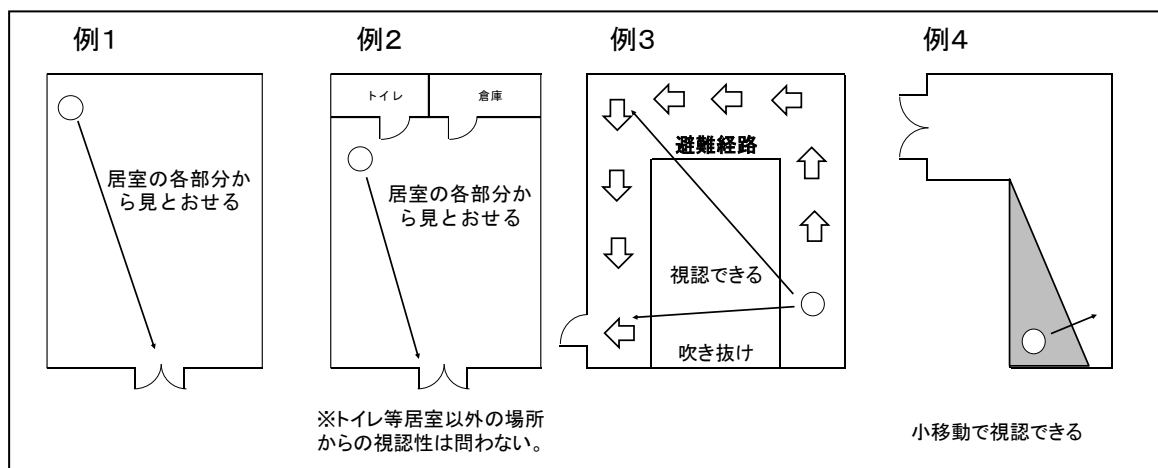 例1
例2
例3
例4
トイレ
倉庫
居室の各部分か
ら見とおせる
居室の各部分か
ら見とおせる
避難経路
視認できる
吹き抜け
※トイレ等居室以外の場所
からの視認性は問わない。
小移動で視認できる